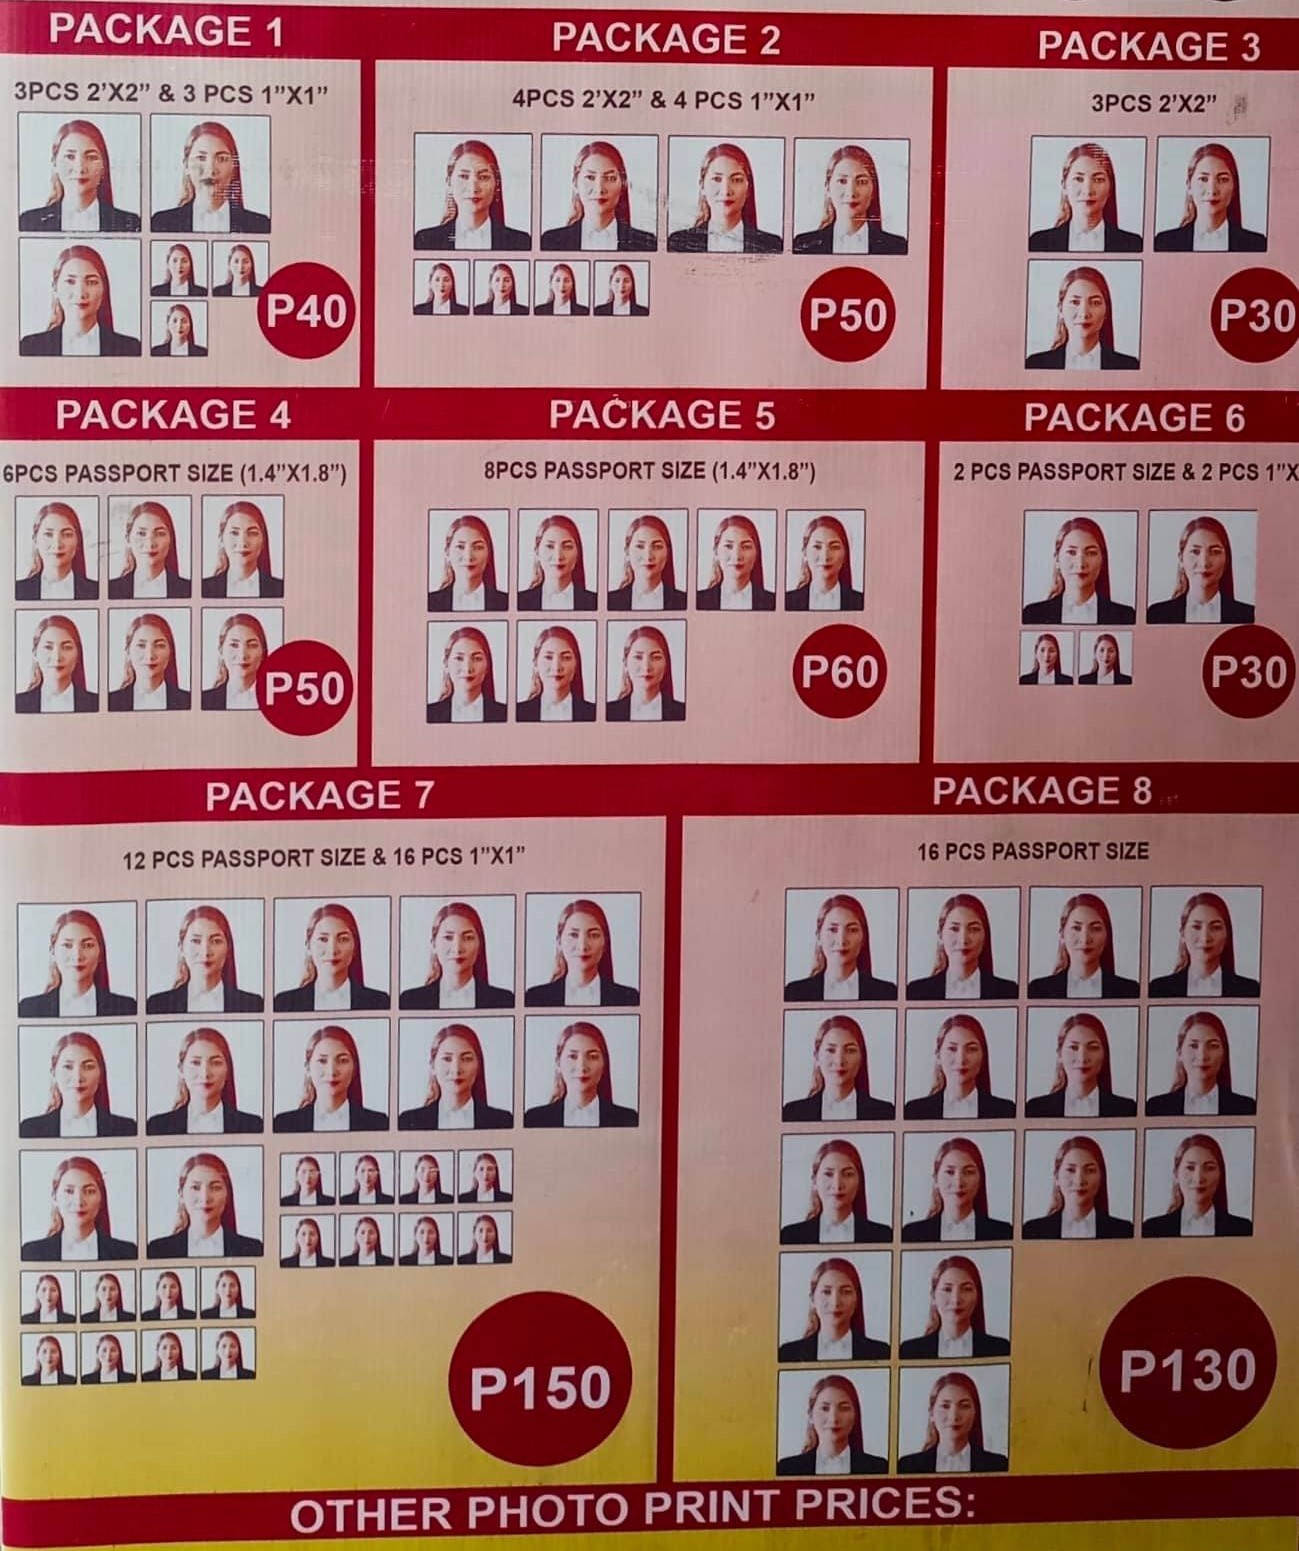 PACKAGE 1
PACKAGE 2
PACKAGE 3
3PCS 2'X2" & 3 PCS 1"X1"
4PCS 2'X2" & 4 PCS 1"X1"
3PCS 2'X2"
P40
P50
P30
PACKAGE 4
PACKAGE 5
PACKAGE 6
6PCS PASSPORT SIZE (1.4"X1.8")
8PCS PASSPORT SIZE (1.4"X1.8")
2 PCS PASSPORT SIZE & 2 PCS 1"X
P50
P60
P30
PACKAGE 7
PACKAGE 8
12 PCS PASSPORT SIZE & 16 PCS 1"X1"
16 PCS PASSPORT SIZE
P150
P130
OTHER PHOTO PRINT PRICES: